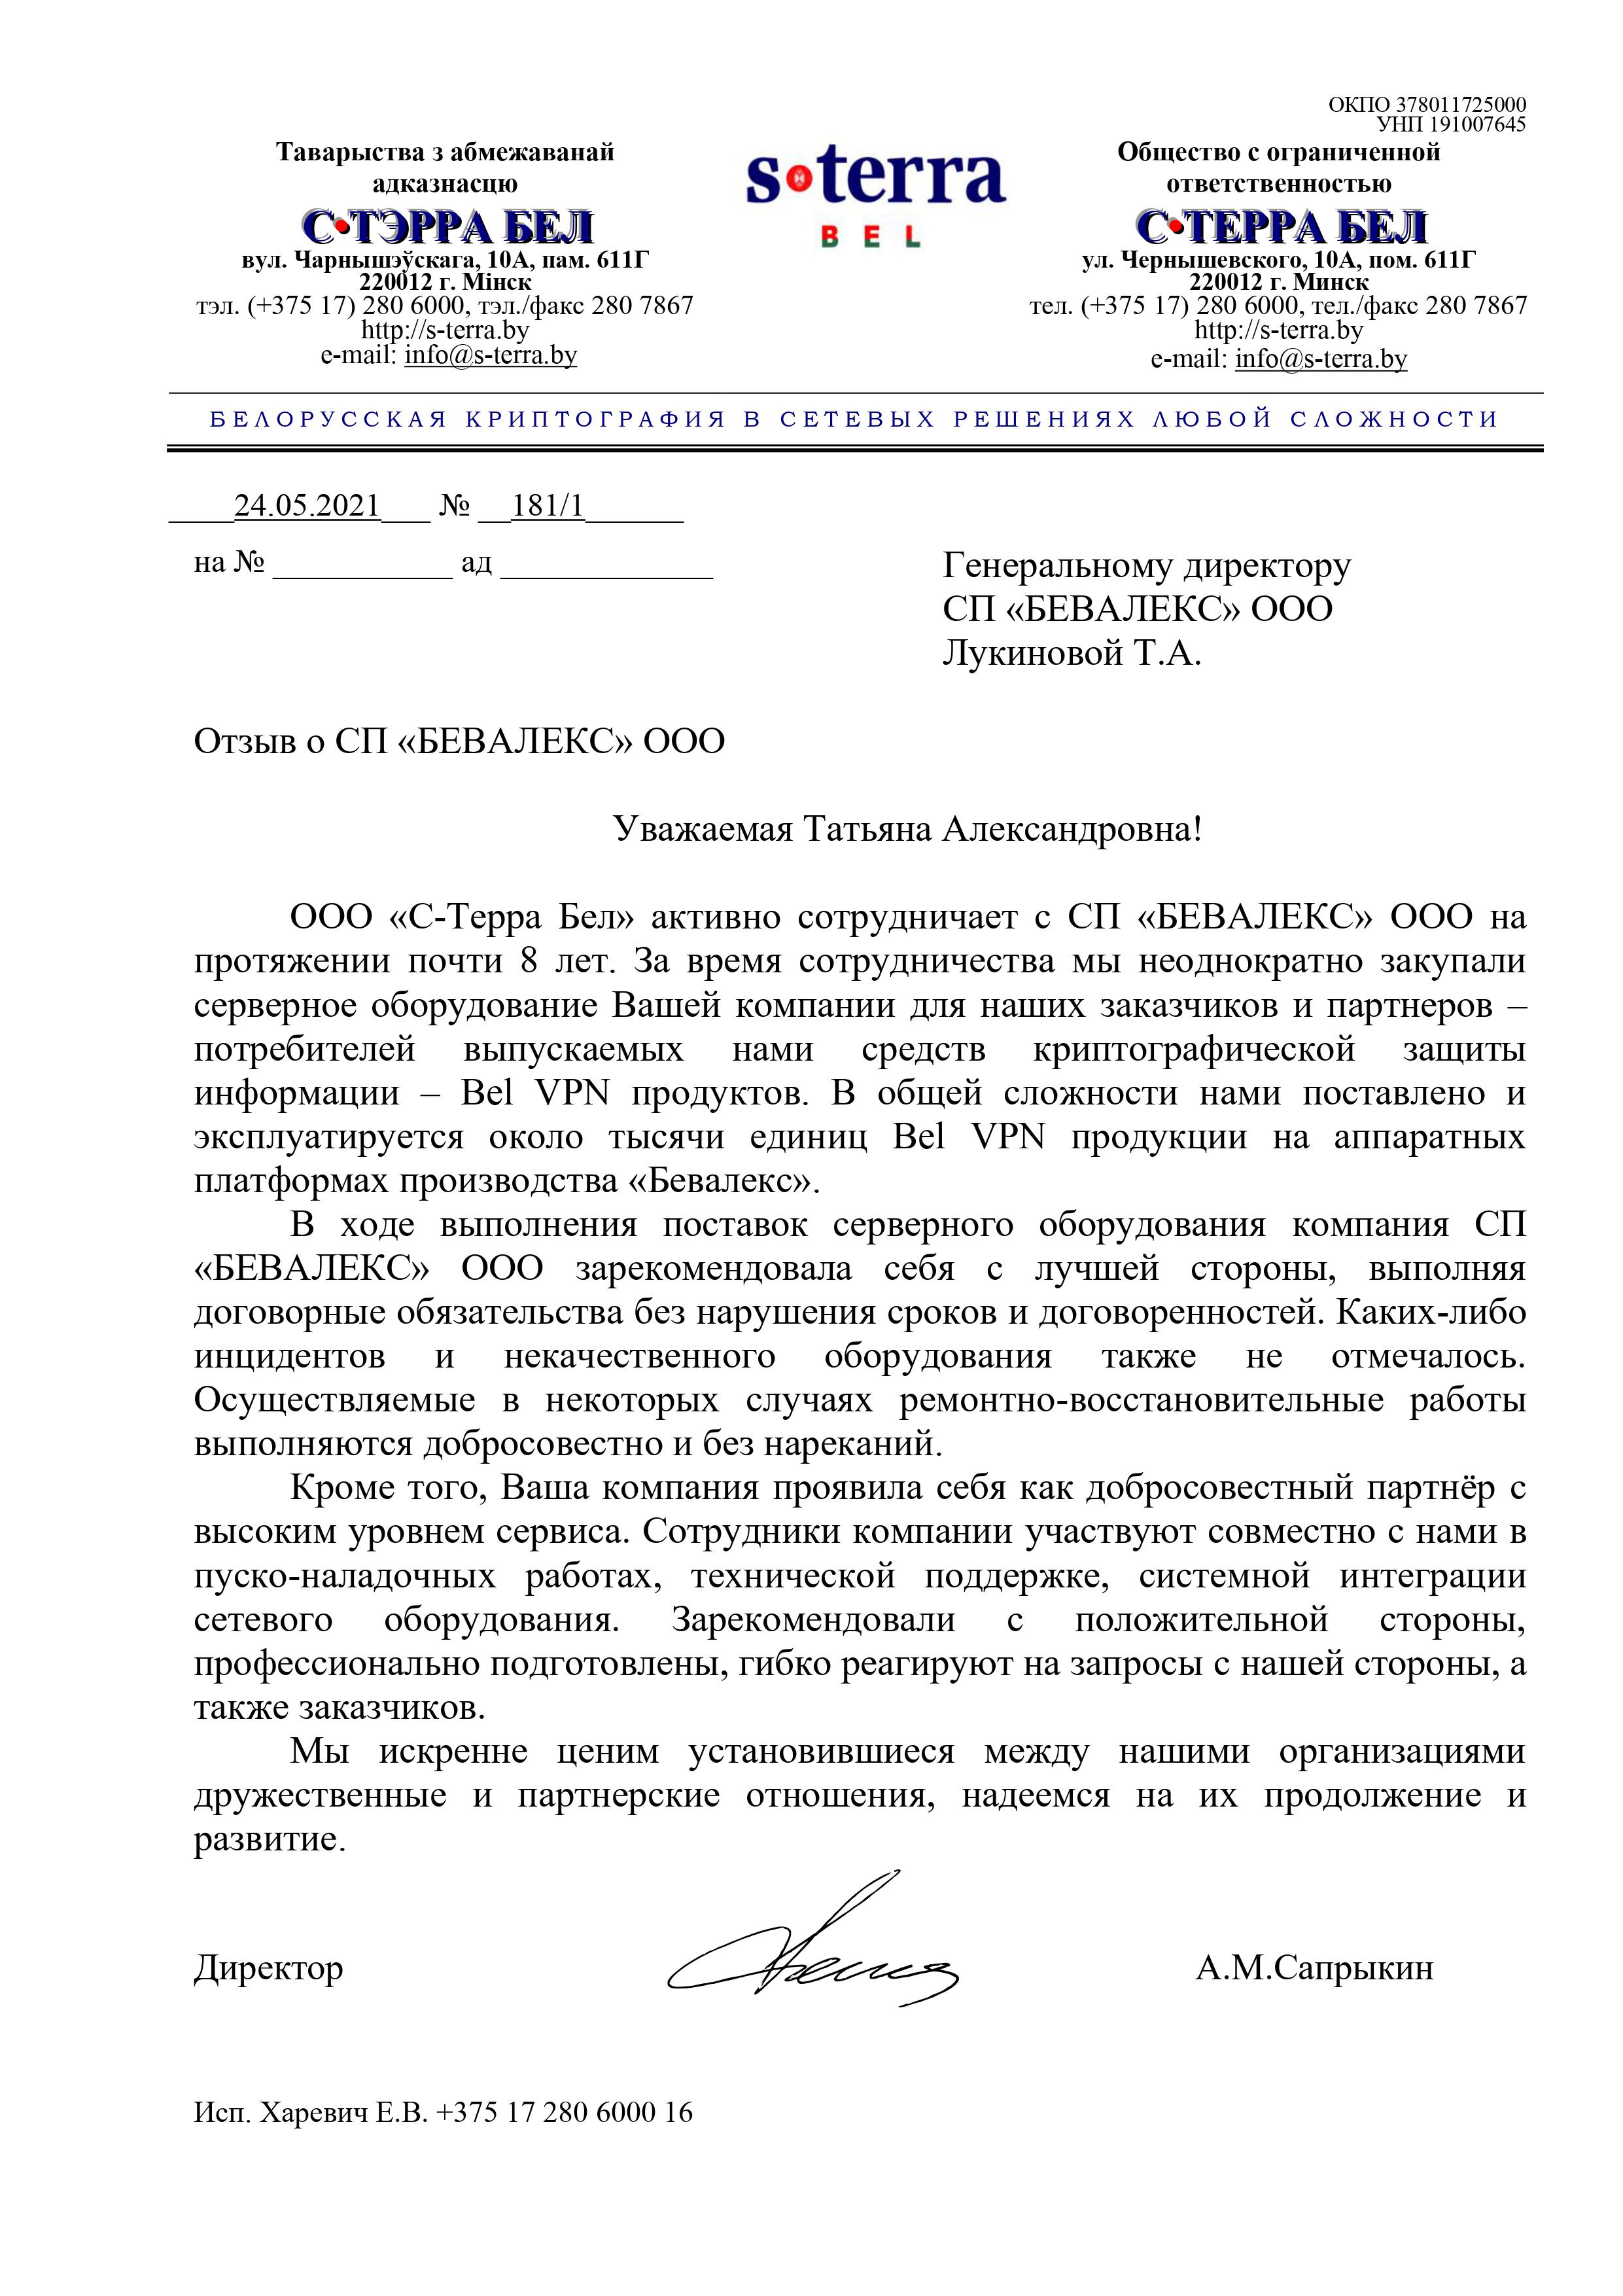 ОКПО 378011725000
УНП 191007645
Таварыства з абмежаванай
адказнасцю
С•ТЭРРА БЕЛ
вул. Чарнышэўскага, 10А, пам. 611Г
220012 г. Мінск
тэл. (+375 17) 280 6000, тэл./факс 280 7867
http://s-terra.by
e-mail: info@s-terra.by
s•terra
BEL
Общество с ограниченной
ответственностью
С•ТЕРРА БЕЛ
ул. Чернышевского, 10А, пом. 611Г
220012 г. Минск
тел. (+375 17) 280 6000, тел./факс 280 7867
http://s-terra.by
e-mail: info@s-terra.by
БЕЛОРУССКАЯ КРИПТОГРАФИЯ В СЕТЕВЫХ РЕШЕНИЯХ ЛЮБОЙ СЛОЖНОСТИ
____24.05.2021___ № __181/1______
на № ___________ ад _____________
Генеральному директору
СП «БЕВАЛЕКС» ООО
Лукиновой Т.А.
Отзыв о СП «БЕВАЛЕКС» ООО
Уважаемая Татьяна Александровна!
ООО «С-Терра Бел» активно сотрудничает с СП «БЕВАЛЕКС» ООО на
протяжении почти 8 лет. За время сотрудничества мы неоднократно закупали
серверное оборудование Вашей компании для наших заказчиков и партнеров –
потребителей выпускаемых нами средств криптографической защиты
информации – Bel VPN продуктов. В общей сложности нами поставлено и
эксплуатируется около тысячи единиц Bel VPN продукции на аппаратных
платформах производства «Бевалекс».
В ходе выполнения поставок серверного оборудования компания СП
«БЕВАЛЕКС» ООО зарекомендовала себя с лучшей стороны, выполняя
договорные обязательства без нарушения сроков и договоренностей. Каких-либо
инцидентов и некачественного оборудования также не отмечалось.
Осуществляемые в некоторых случаях ремонтно-восстановительные работы
выполняются добросовестно и без нареканий.
Кроме того, Ваша компания проявила себя как добросовестный партнёр с
высоким уровнем сервиса. Сотрудники компании участвуют совместно с нами в
пуско-наладочных работах, технической поддержке, системной интеграции
сетевого оборудования. Зарекомендовали с положительной стороны,
профессионально подготовлены, гибко реагируют на запросы с нашей стороны, а
также заказчиков.
Мы искренне ценим установившиеся между нашими организациями
дружественные и партнерские отношения, надеемся на их продолжение и
развитие.
Директор
А.М.Сапрыкин
Исп. Харевич Е.В. +375 17 280 6000 16